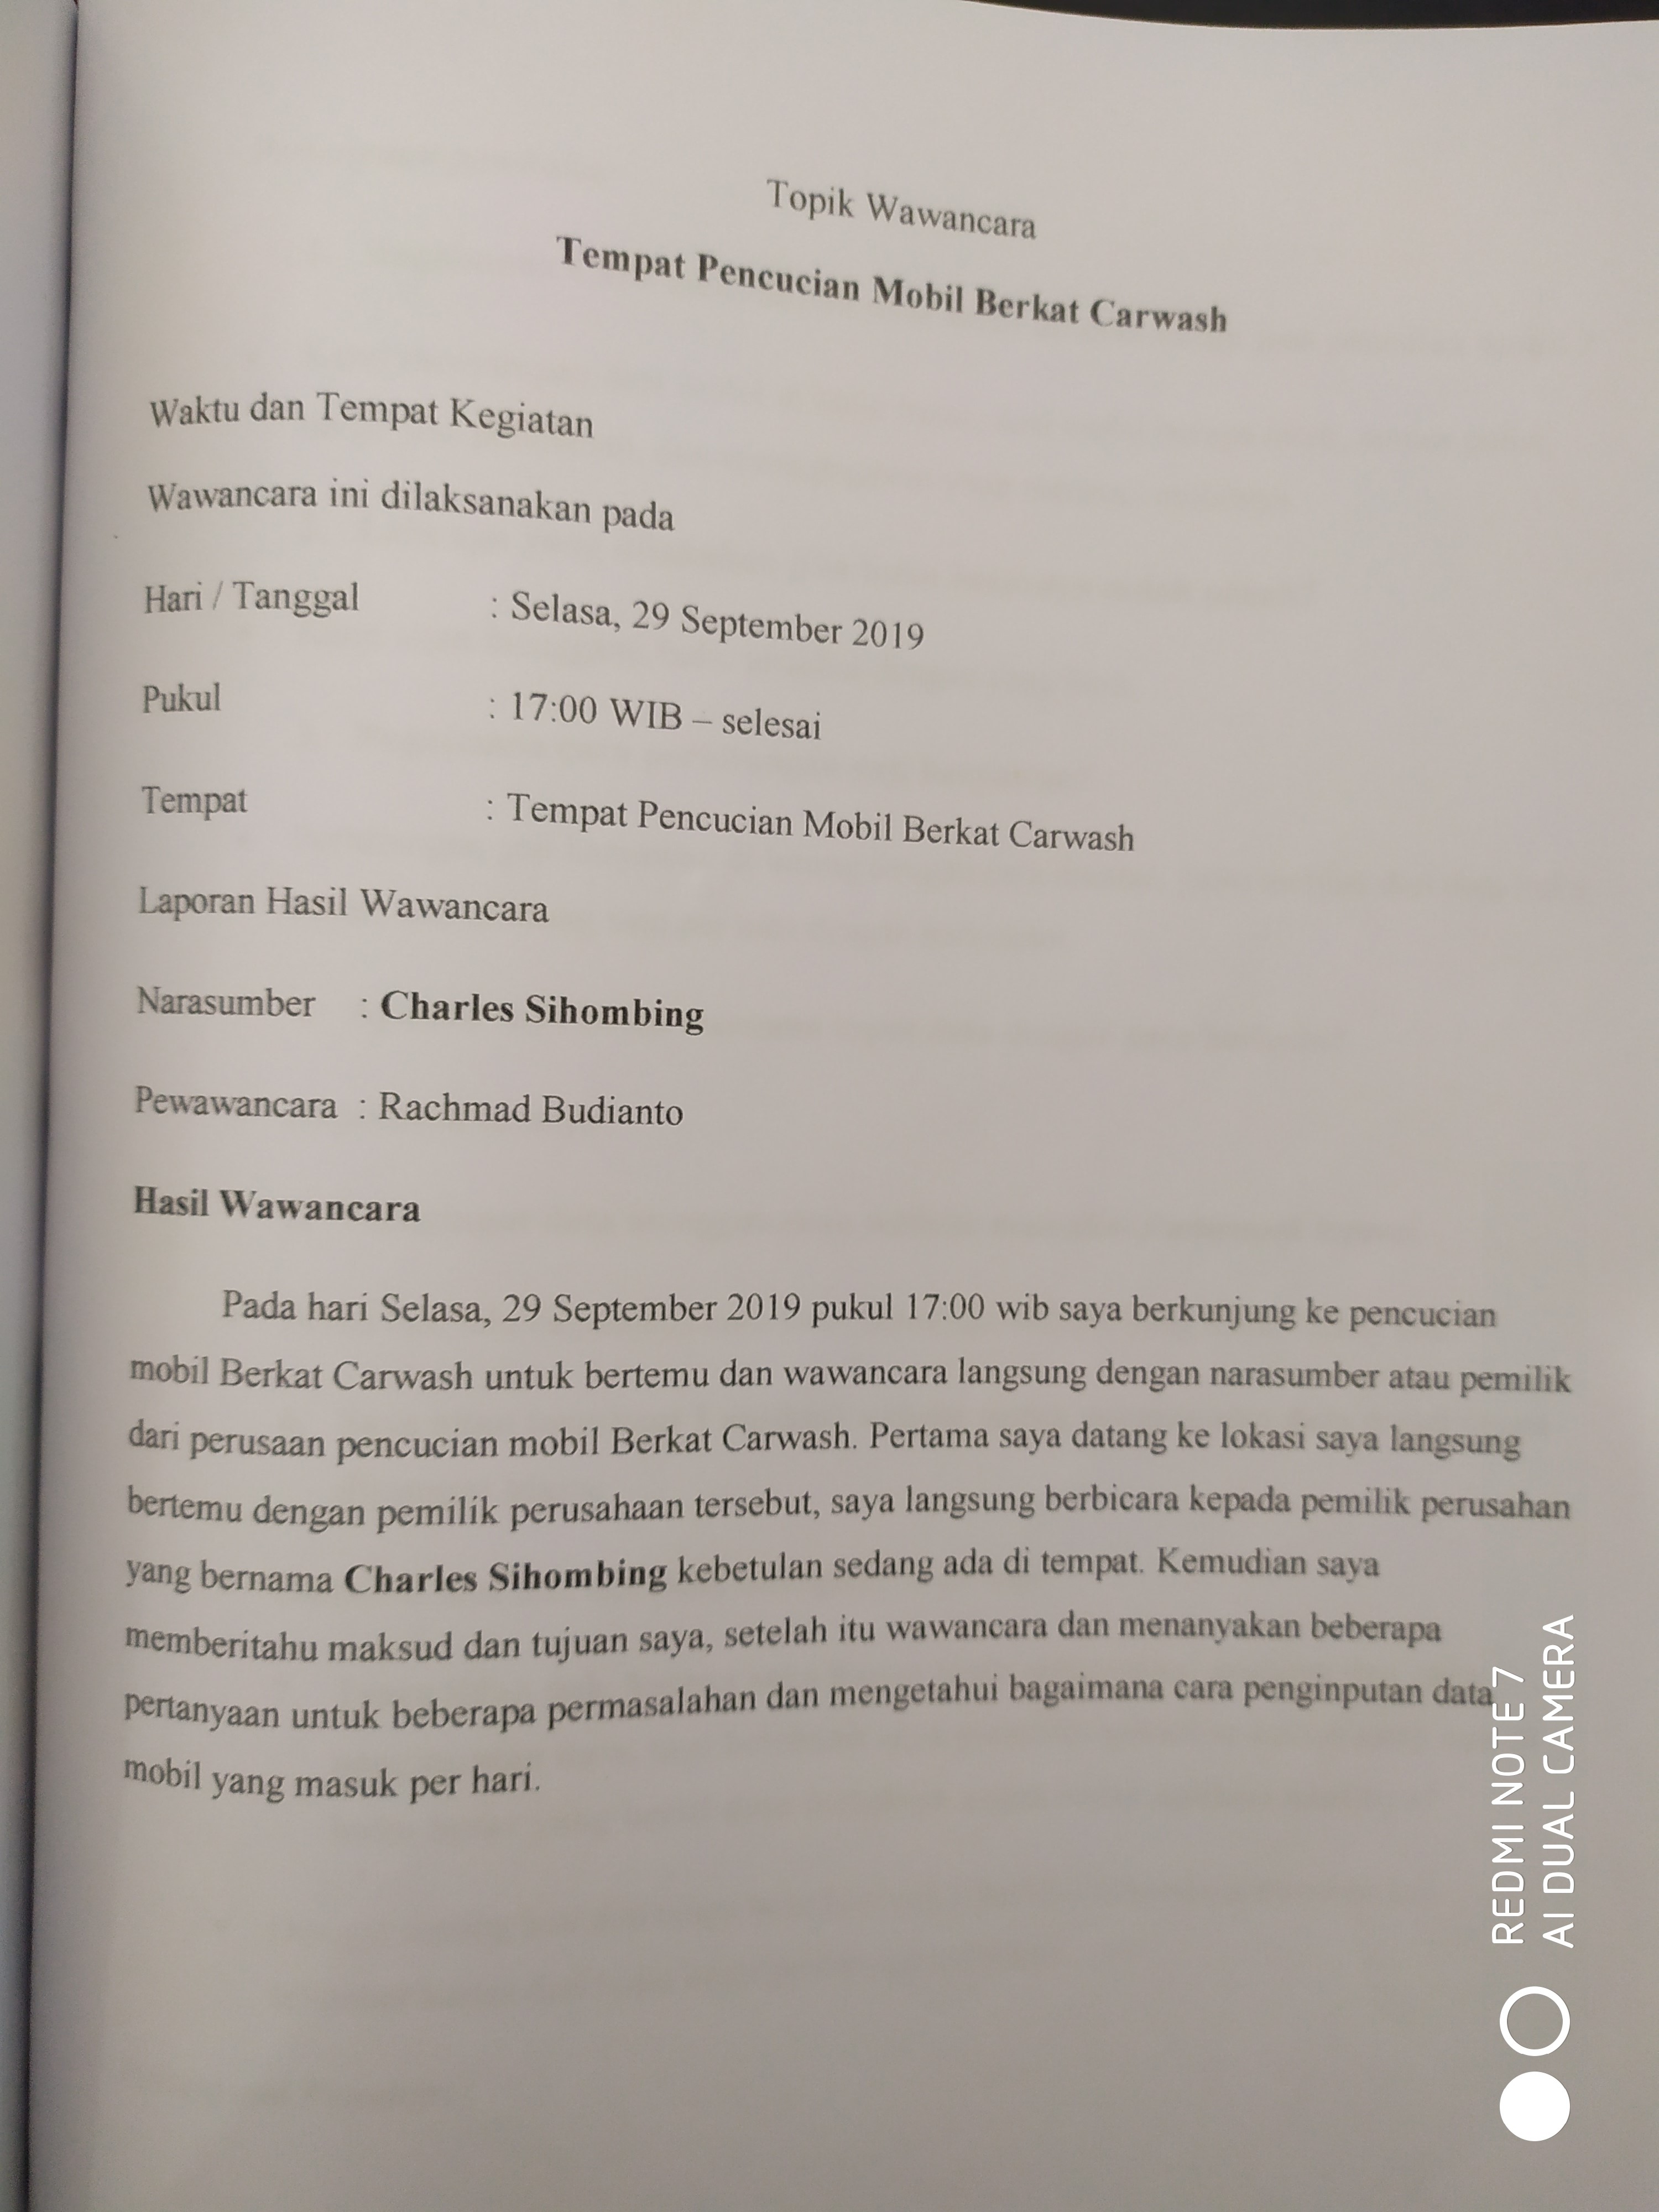 Topik Wawancara
Tempat Pencucian Mobil Berkat Carwash
Waktu dan Tempat Kegiatan
Wawancara ini dilaksanakan pada
Hari / Tanggal : Selasa, 29 September 2019
Pukul : 17:00 WIB – selesai
Tempat : Tempat Pencucian Mobil Berkat Carwash
Laporan Hasil Wawancara
Narasumber : Charles Sihombing
Pewawancara : Rachmad Budianto
Hasil Wawancara
Pada hari Selasa, 29 September 2019 pukul 17:00 wib saya berkunjung ke pencucian
mobil Berkat Carwash untuk bertemu dan wawancara langsung dengan narasumber atau pemilik
dari perusaan pencucian mobil Berkat Carwash. Pertama saya datang ke lokasi saya langsung
bertemu dengan pemilik perusahaan tersebut, saya langsung berbicara kepada pemilik perusahan
yang bernama Charles Sihombing kebetulan sedang ada di tempat. Kemudian saya
memberitahu maksud dan tujuan saya, setelah itu wawancara dan menanyakan beberapa
pertanyaan untuk beberapa permasalahan dan mengetahui bagaimana cara penginputan data
mobil yang masuk per hari.
REDMI NOTE 7
AI DUAL CAMERA